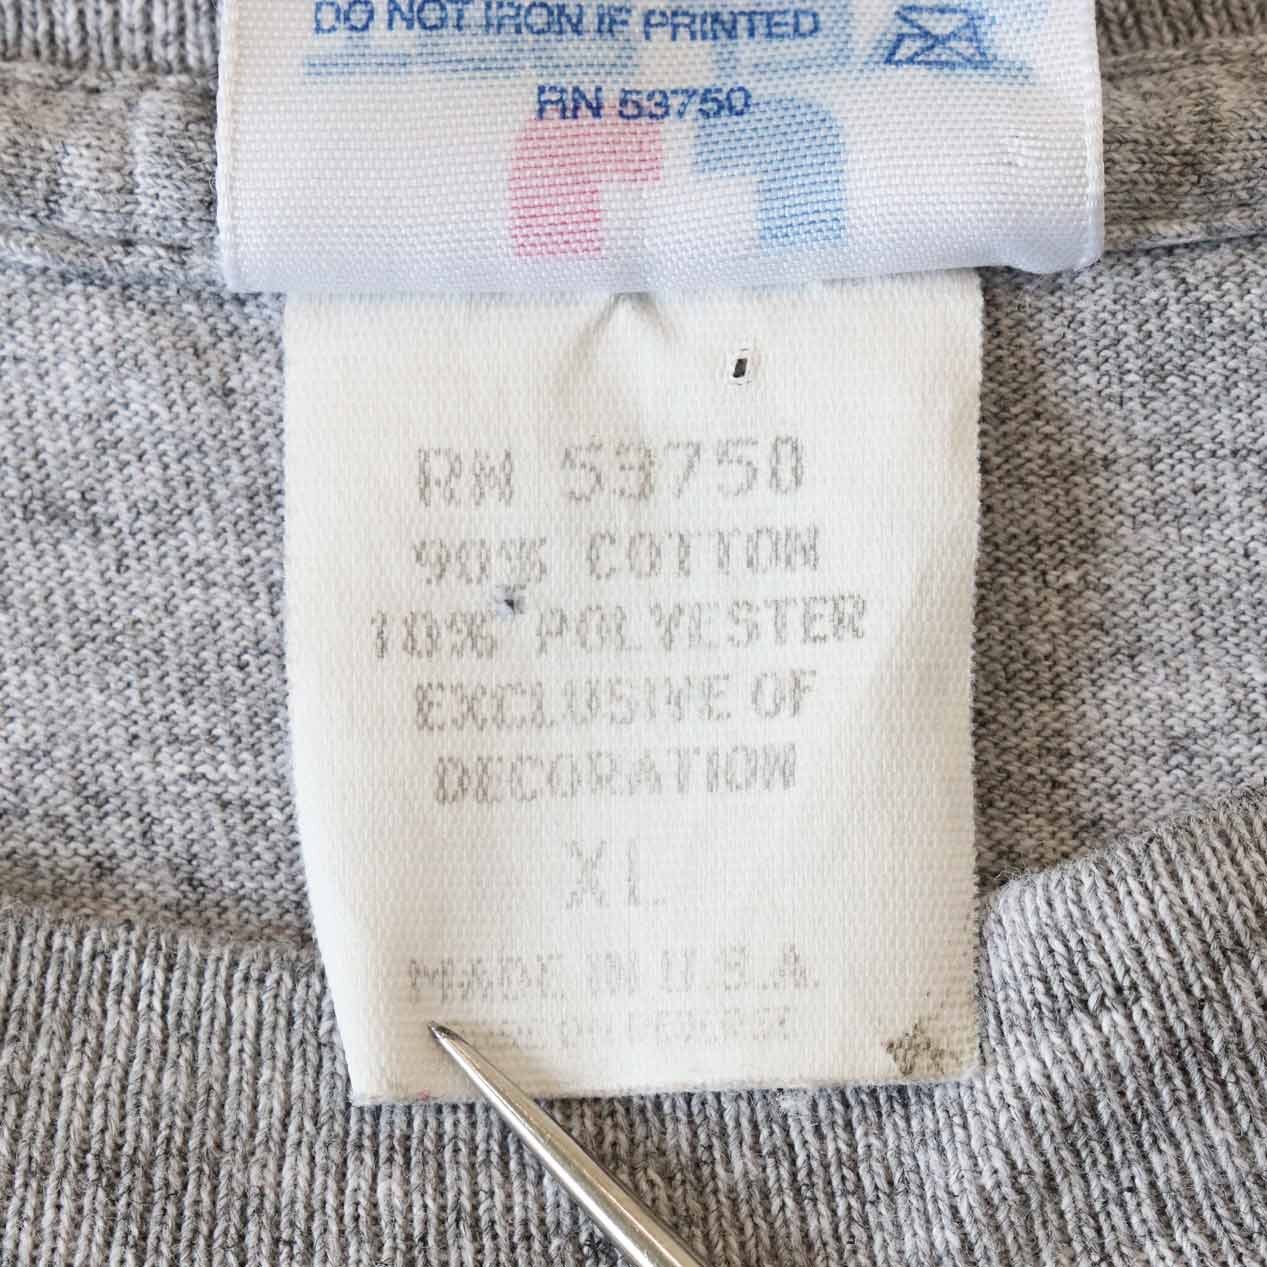 DO NOT IRON IF PRINTED
RN 53750
RN 53750
90% COTTON
10% POLYESTER
EXCLUSIVE OF
DECORATION
XL
MADE IN U.S.A.